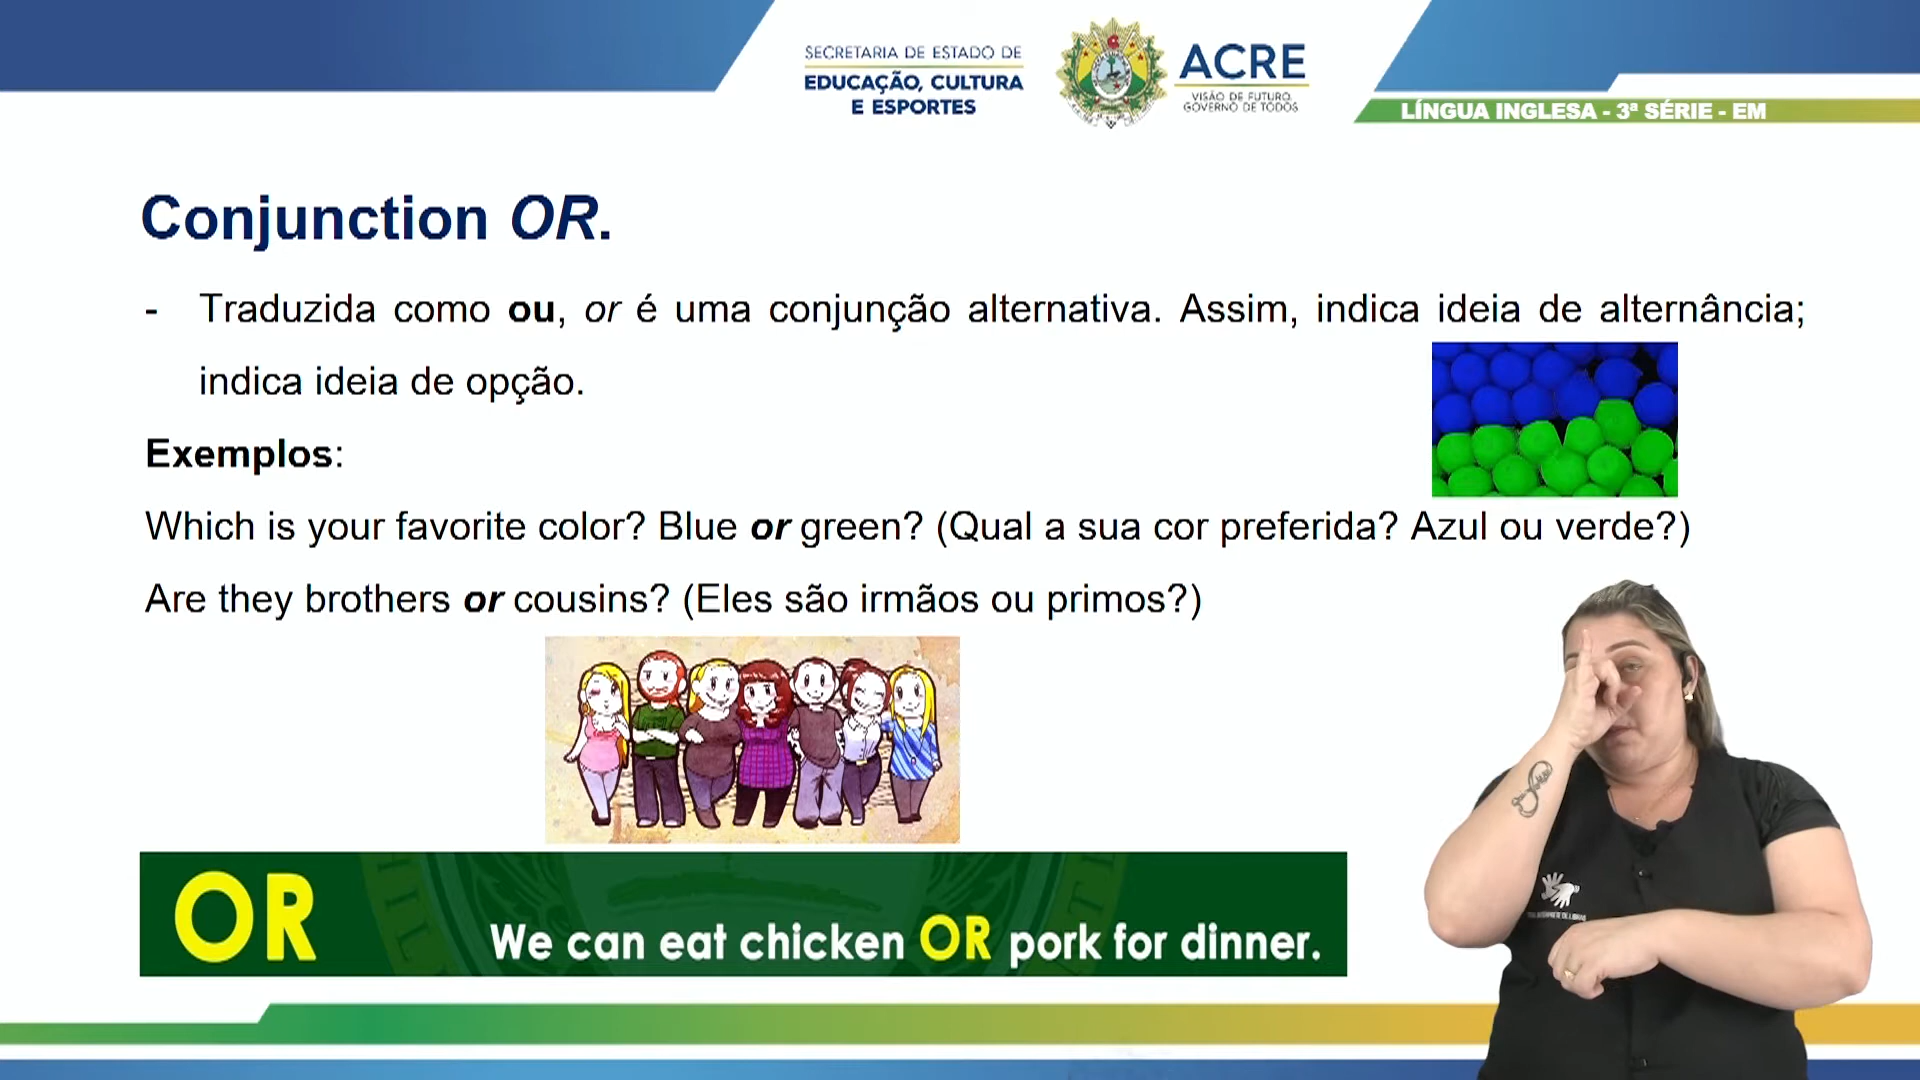 SECRETARIA DE ESTADO DE
EDUCAÇÃO, CULTURA
E ESPORTES
ACRE
VISÃO DE FUTURO,
GOVERNO DE TODOS
LÍNGUA INGLESA - 3ª SÉRIE - EM
Conjunction OR.
- Traduzida como ou, or é uma conjunção alternativa. Assim, indica ideia de alternância;
indica ideia de opção.
Exemplos:
Which is your favorite color? Blue or green? (Qual a sua cor preferida? Azul ou verde?)
Are they brothers or cousins? (Eles são irmãos ou primos?)
OR
We can eat chicken OR pork for dinner.